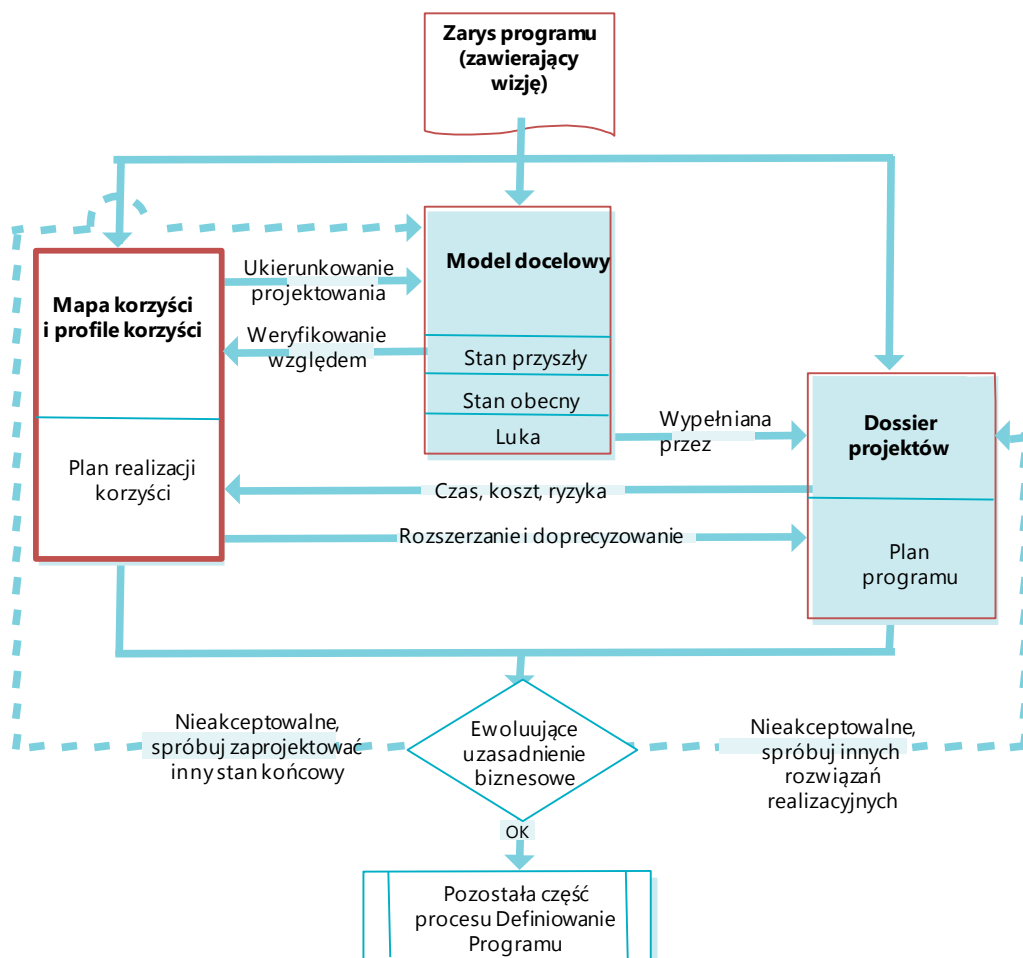 Zarys programu
(zawierający
wizję)
Model docelowy
Stan przyszły
Stan obecny
Luka
Ukierunkowanie
projektowania
Weryfikowanie
względem
Mapa korzyści
i profile korzyści
Plan realizacji
korzyści
Wypełniana
przez
Dossier
projektów
Plan
programu
Czas, koszt, ryzyka
Rozszerzanie i doprecyzowanie
Nieakceptowalne,
spróbuj zaprojektować
inny stan końcowy
Ewoluujące
uzasadnienie
biznesowe
Nieakceptowalne,
spróbuj innych
rozwiązań
realizacyjnych
OK
Pozostała część
procesu Definiowanie
Programu